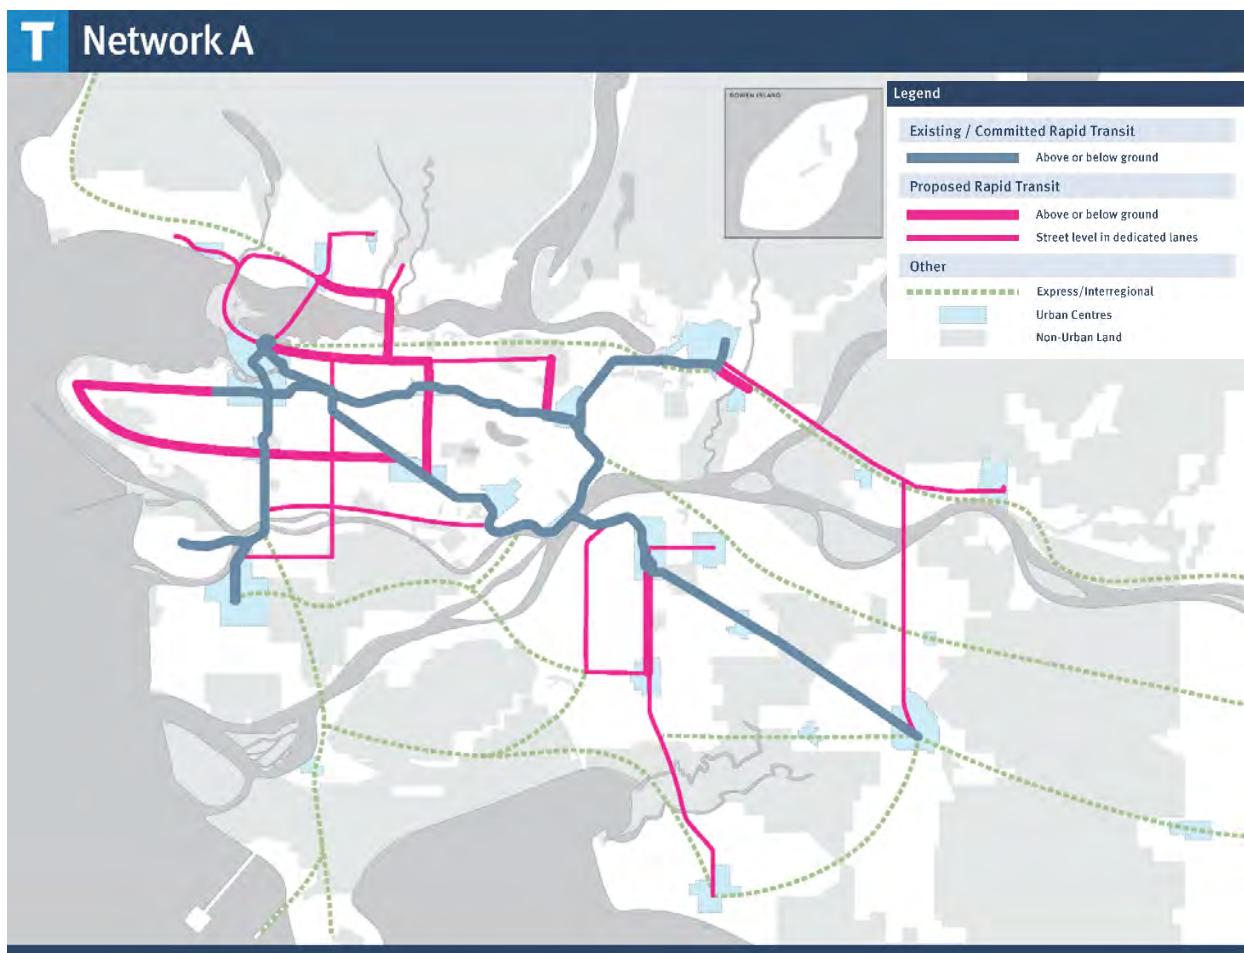 T Network A
BOWEN ISLAND
Legend
Existing / Committed Rapid Transit
Above or below ground
Proposed Rapid Transit
Above or below ground
Street level in dedicated lanes
Other
Express/Interregional
Urban Centres
Non-Urban Land